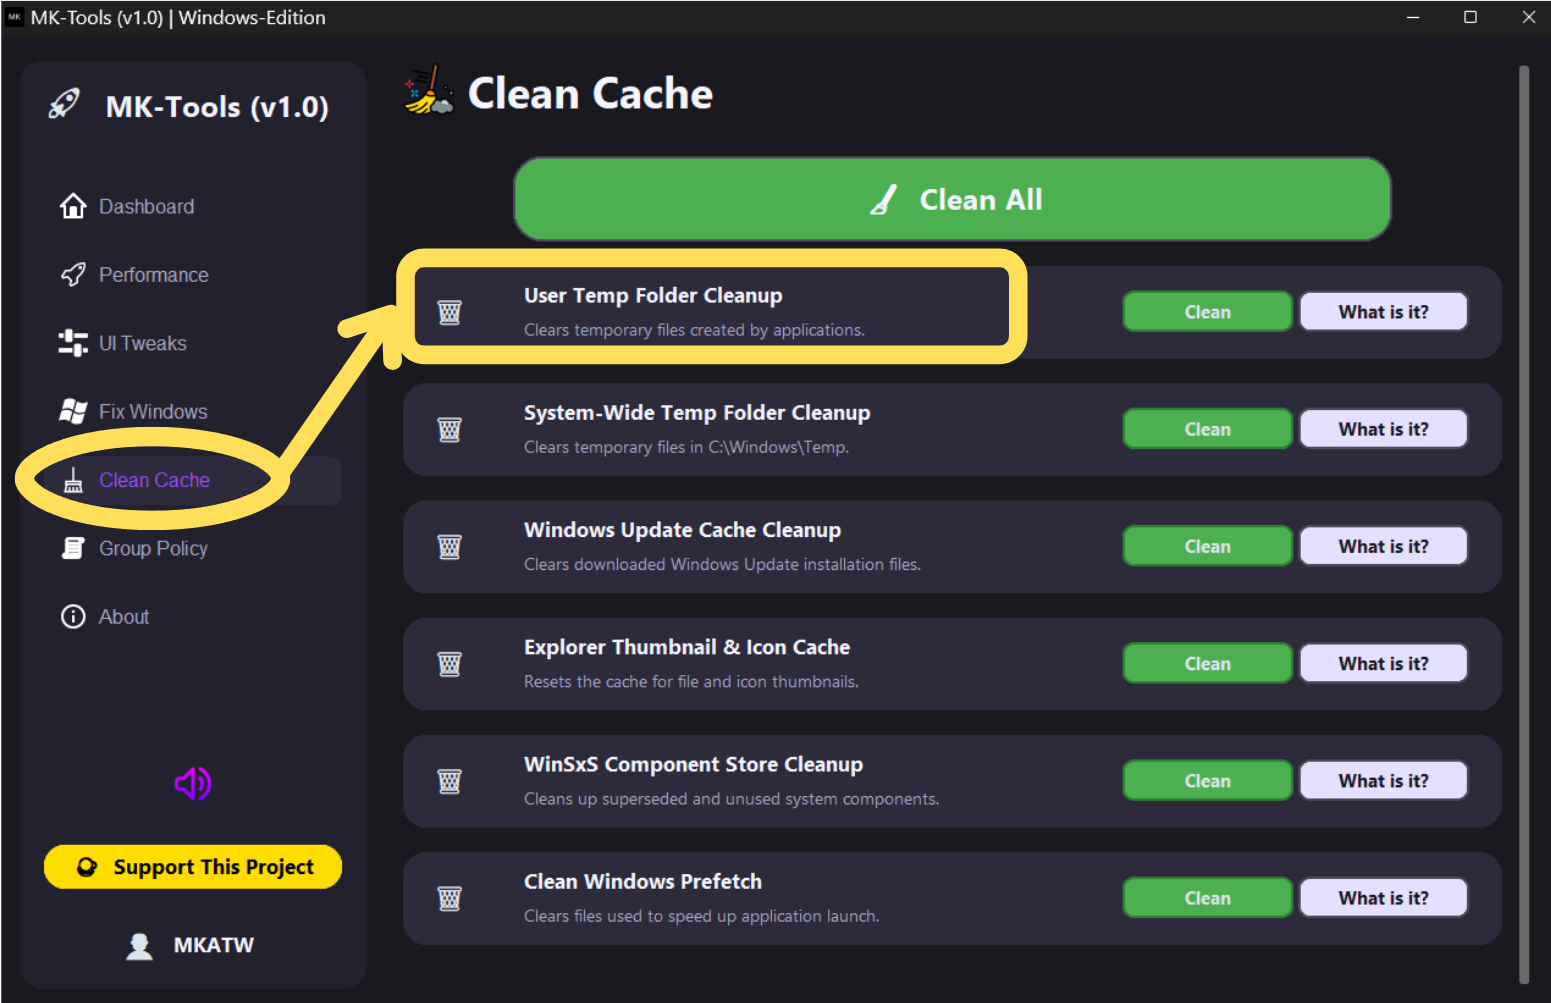 MK
MK-Tools (v1.0) | Windows-Edition
MK-Tools (v1.0)
Dashboard
Performance
UI Tweaks
Fix Windows
Clean Cache
Group Policy
About
Support This Project
MKATW
Clean Cache
Clean All
User Temp Folder Cleanup
Clears temporary files created by applications.
Clean
What is it?
System-Wide Temp Folder Cleanup
Clears temporary files in C:\Windows\Temp.
Clean
What is it?
Windows Update Cache Cleanup
Clears downloaded Windows Update installation files.
Clean
What is it?
Explorer Thumbnail & Icon Cache
Resets the cache for file and icon thumbnails.
Clean
What is it?
WinSxS Component Store Cleanup
Cleans up superseded and unused system components.
Clean
What is it?
Clean Windows Prefetch
Clears files used to speed up application launch.
Clean
What is it?